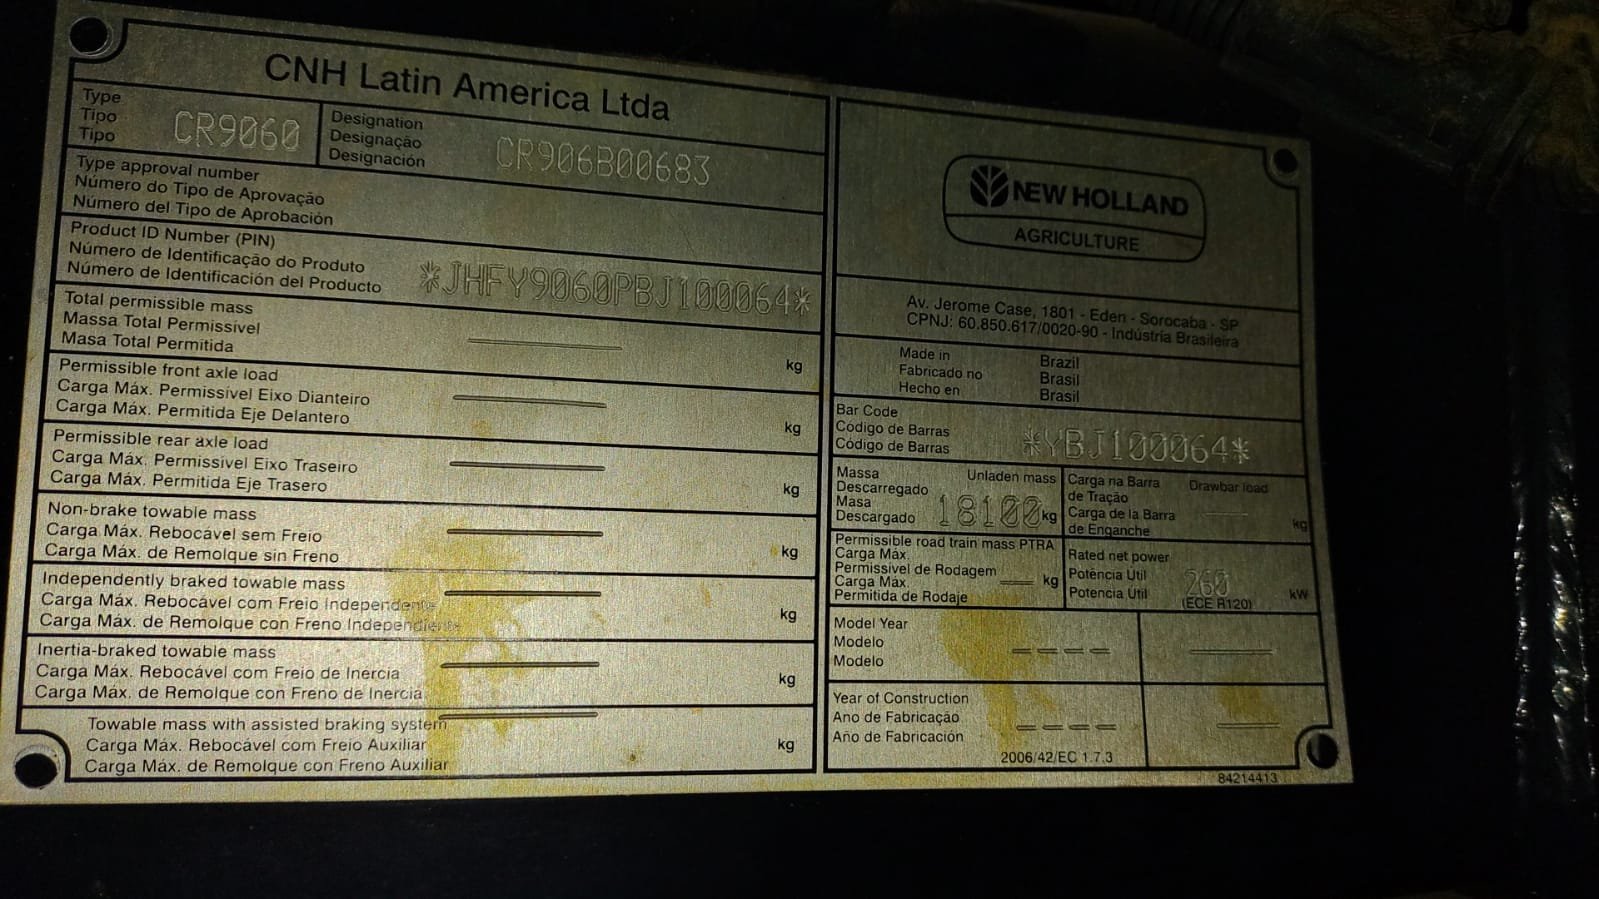 CNH Latin America Ltda
Type
Tipo
Tipo
CR9060
Designation
Designação
Designación
CR906B00683
Type approval number
Número do Tipo de Aprovação
Número del Tipo de Aprobación
Product ID Number (PIN)
Número de Identificação do Produto
Número de Identificación del Producto
*JHFY9060PBJ100064*
Total permissible mass
Massa Total Permissível
Masa Total Permitida
kg
Permissible front axle load
Carga Máx. Permissível Eixo Dianteiro
Carga Máx. Permitida Eje Delantero
kg
Permissible rear axle load
Carga Máx. Permissível Eixo Traseiro
Carga Máx. Permitida Eje Trasero
kg
Non-brake towable mass
Carga Máx. Rebocável sem Freio
Carga Máx. de Remolque sin Freno
kg
Independently braked towable mass
Carga Máx. Rebocável com Freio Independente
Carga Máx. de Remolque con Freno Independiente
kg
Inertia-braked towable mass
Carga Máx. Rebocável com Freio de Inercia
Carga Máx. de Remolque con Freno de Inercia
kg
Towable mass with assisted braking system
Carga Máx. Rebocável com Freio Auxiliar
Carga Máx. de Remolque con Freno Auxiliar
kg
NEW HOLLAND
AGRICULTURE
Av. Jerome Case, 1801 - Eden - Sorocaba - SP
CPNJ: 60.850.617/0020-90 - Indústria Brasileira
Made in Brazil
Fabricado no Brasil
Hecho en Brasil
Bar Code
Código de Barras
Código de Barras
*YBJ100064*
Massa
Descarregado
Masa
Descargado
Unladen mass
18100 kg
Carga na Barra
de Tração
Carga de la Barra
de Enganche
Drawbar load
kg
Permissible road train mass PTRA
Carga Máx.
Permissível de Rodagem
Carga Máx.
Permitida de Rodaje
kg
Rated net power
Potência Útil
Potencia Útil
260
(ECE R120)
kW
Model Year
Modelo
Modelo
Year of Construction
Ano de Fabricação
Año de Fabricación
2006/42/EC 1.7.3
84214413